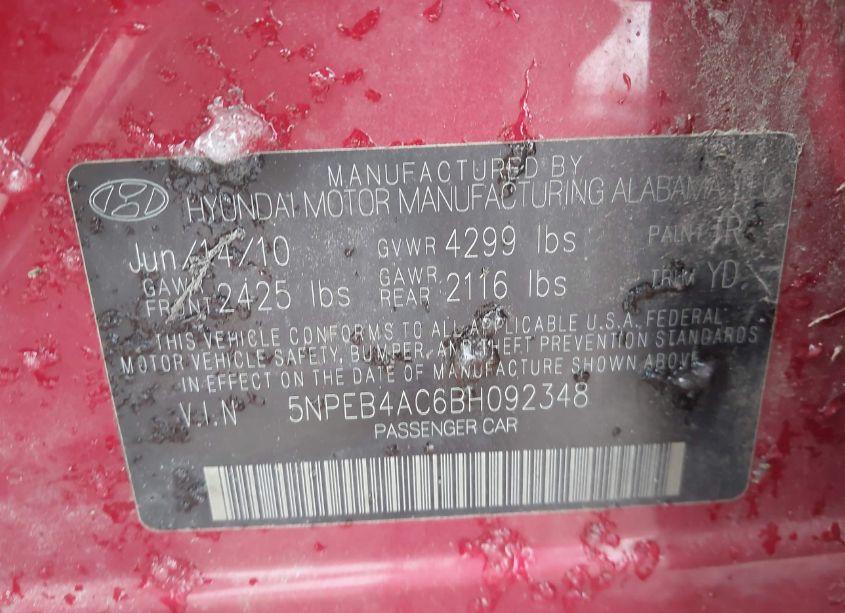 MANUFACTURED BY
HYUNDAI MOTOR MANUFACTURING ALABAMA
Jun/14/10 GVWR 4299 lbs PAINT JR
GAWR FRONT 2425 lbs GAWR REAR 2116 lbs TRIM YD
THIS VEHICLE CONFORMS TO ALL APPLICABLE U.S.A. FEDERAL
MOTOR VEHICLE SAFETY, BUMPER, AND THEFT PREVENTION STANDARDS
IN EFFECT ON THE DATE OF MANUFACTURE SHOWN ABOVE.
V.I.N 5NPEB4AC6BH092348
PASSENGER CAR